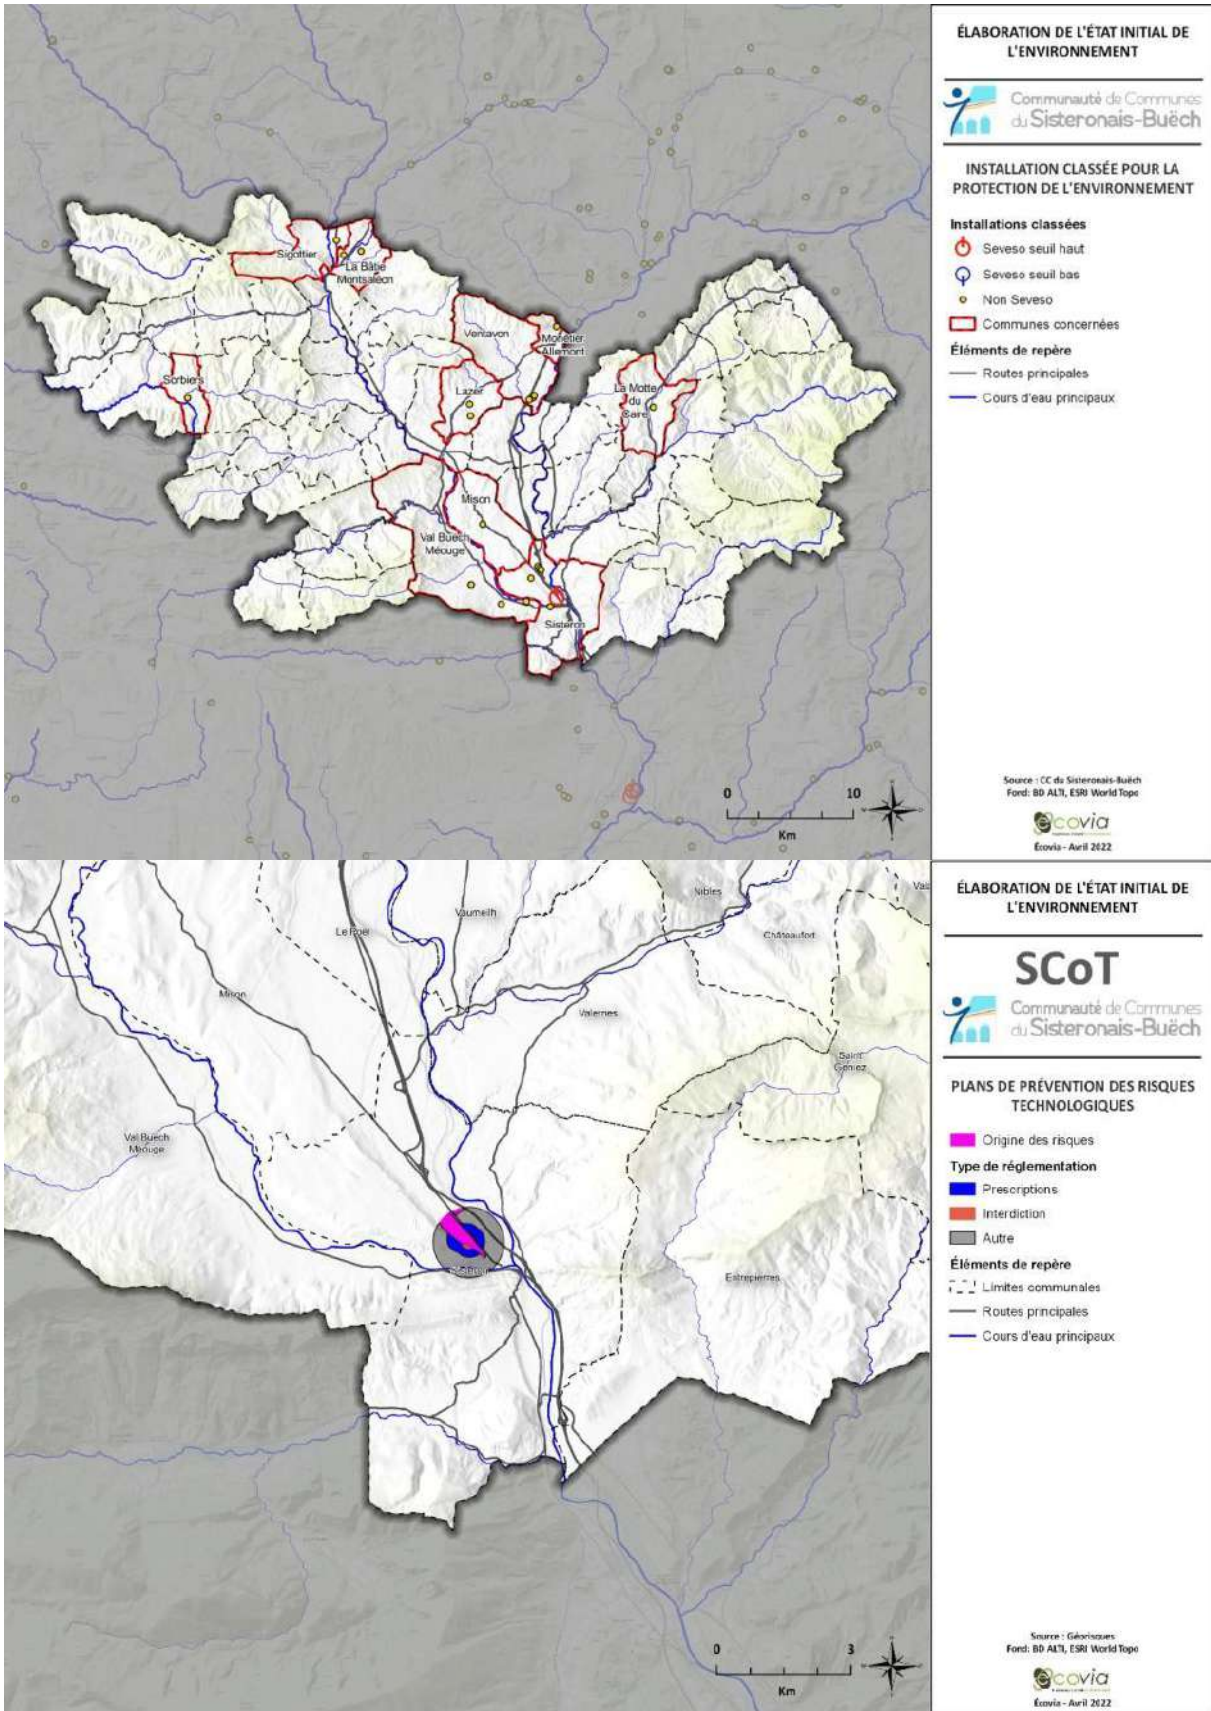 ÉLABORATION DE L'ÉTAT INITIAL DE
L'ENVIRONNEMENT
Communauté de Communes
du Sisteronais-Buëch
INSTALLATION CLASSÉE POUR LA
PROTECTION DE L'ENVIRONNEMENT
Installations classées
Seveso seuil haut
Seveso seuil bas
Non Seveso
Communes concernées
Éléments de repère
Routes principales
Cours d'eau principaux
Sigottier
La Bâtie
Montsaléon
Ventavon
Monêtier
Allemont
Sorbiers
Lazer
La Motte
du
Caire
Mison
Val Buëch
Méouge
Sisteron
0 10
Km
Source : CC du Sisteronais-Buëch
Fond: BD ALTI, ESRI World Topo
ecovia
Écovia - Avril 2022
ÉLABORATION DE L'ÉTAT INITIAL DE
L'ENVIRONNEMENT
SCoT
Communauté de Communes
du Sisteronais-Buëch
PLANS DE PRÉVENTION DES RISQUES
TECHNOLOGIQUES
Origine des risques
Type de réglementation
Prescriptions
Interdiction
Autre
Éléments de repère
Limites communales
Routes principales
Cours d'eau principaux
Nibles
Vaumeilh
Le Poët
Châteaufort
Mison
Valernes
Saint
Geniez
Val Buëch
Méouge
Entrepierres
0 3
Km
Source : Géorisques
Fond: BD ALTI, ESRI World Topo
ecovia
Écovia - Avril 2022